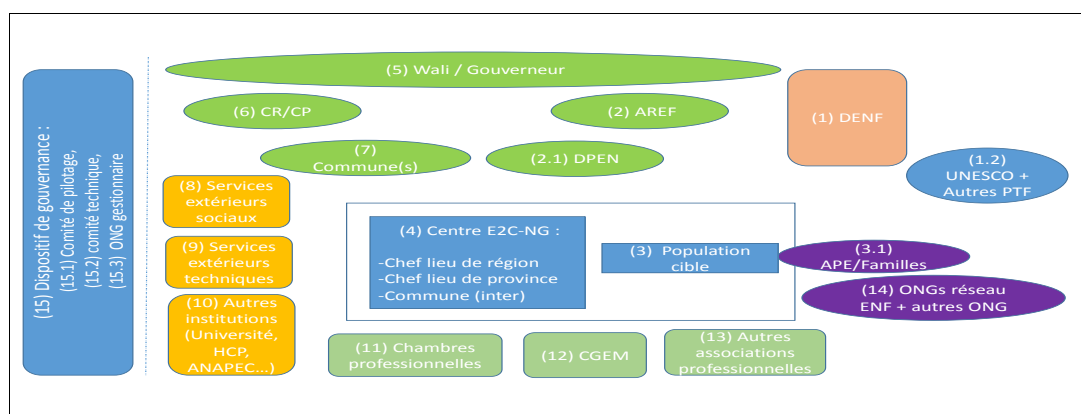 (15) Dispositif de gouvernance :
(15.1) Comité de pilotage,
(15.2) comité technique,
(15.3) ONG gestionnaire
(5) Wali / Gouverneur
(6) CR/CP
(2) AREF
(1) DENF
(7)
Commune(s)
(2.1) DPEN
(1.2)
UNESCO +
Autres PTF
(8) Services
extérieurs
sociaux
(4) Centre E2C-NG :
-Chef lieu de région
-Chef lieu de province
-Commune (inter)
(3) Population
cible
(3.1)
APE/Familles
(9) Services
extérieurs
techniques
(14) ONGs réseau
ENF + autres ONG
(10) Autres
institutions
(Université,
HCP,
ANAPEC...)
(11) Chambres
professionnelles
(12) CGEM
(13) Autres
associations
professionnelles